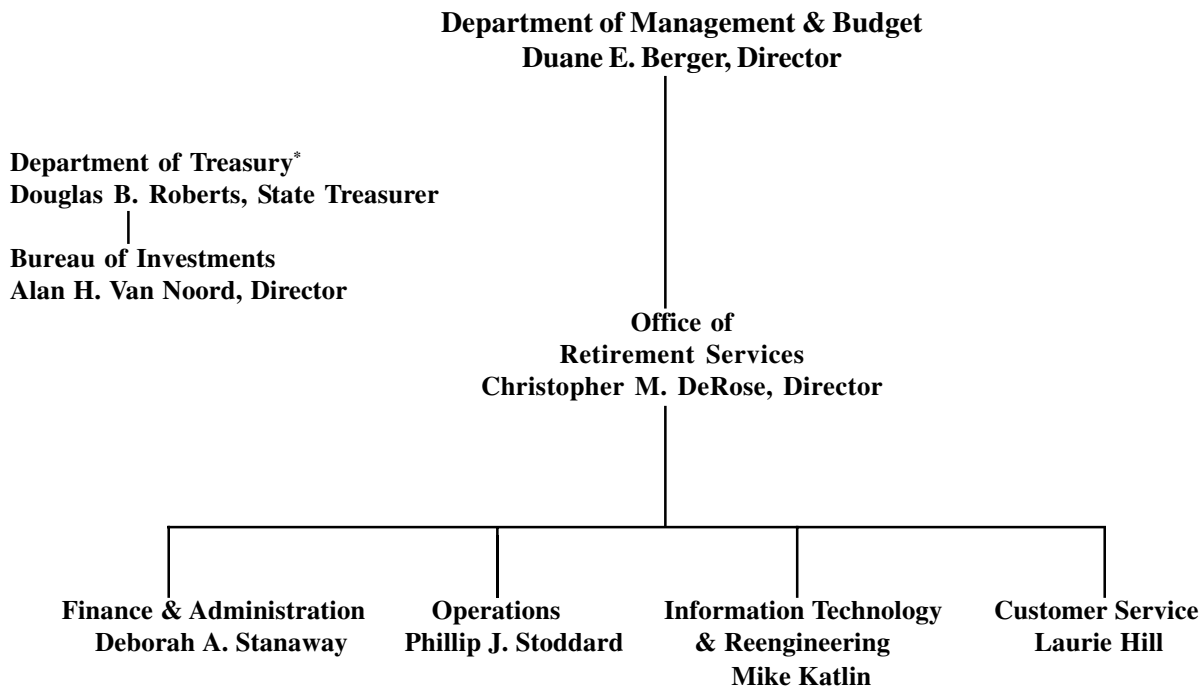 Department of Management & Budget
Duane E. Berger, Director
Department of Treasury*
Douglas B. Roberts, State Treasurer
Bureau of Investments
Alan H. Van Noord, Director
Office of
Retirement Services
Christopher M. DeRose, Director
Finance & Administration
Deborah A. Stanaway
Operations
Phillip J. Stoddard
Information Technology
& Reengineering
Mike Katlin
Customer Service
Laurie Hill